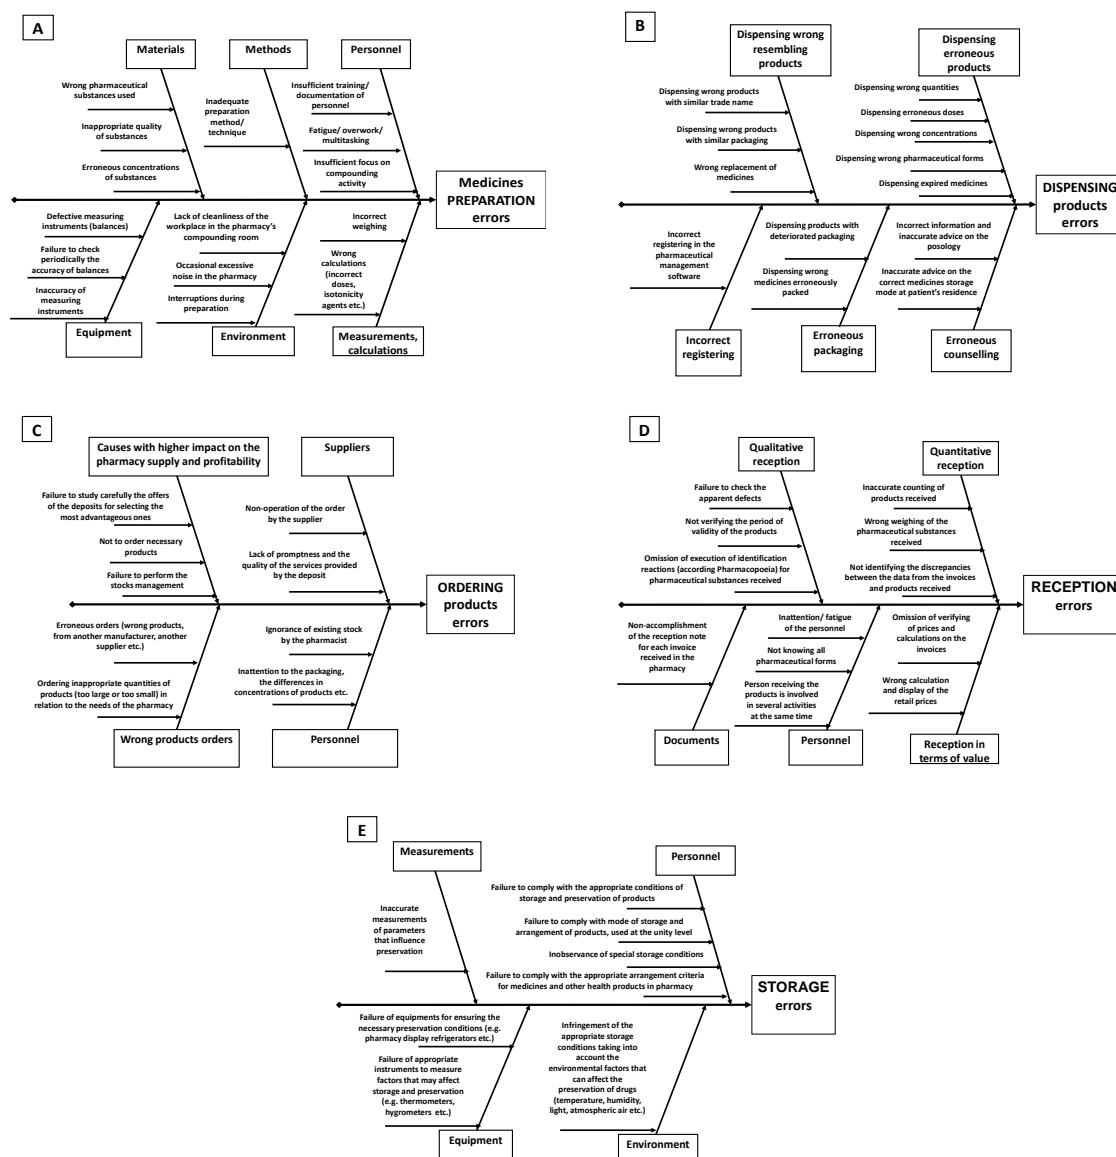 A
Materials
Methods
Personnel
Wrong pharmaceutical
substances used
Inappropriate quality
of substances
Erroneous concentrations
of substances
Inadequate
preparation
method/
technique
Insufficient training/
documentation of
personnel
Fatigue/ overwork/
multitasking
Insufficient focus on
compounding
activity
Medicines
PREPARATION
errors
Defective measuring
instruments (balances)
Failure to check
periodically the
accuracy of balances
Inaccuracy of
measuring
instruments
Lack of cleanliness of the
workplace in the pharmacy's
compounding room
Occasional excessive
noise in the pharmacy
Interruptions during
preparation
Incorrect
weighing
Wrong
calculations
(incorrect
doses,
isotonicity
agents etc.)
Equipment
Environment
Measurements,
calculations
B
Dispensing wrong
resembling
products
Dispensing
erroneous
products
Dispensing wrong products
with similar trade name
Dispensing wrong products
with similar packaging
Wrong replacement of
medicines
Dispensing wrong quantities
Dispensing erroneous doses
Dispensing wrong concentrations
Dispensing wrong pharmaceutical forms
Dispensing expired medicines
DISPENSING
products
errors
Incorrect
registering in the
pharmaceutical
management
software
Dispensing products with
deteriorated packaging
Dispensing wrong
medicines erroneously
packed
Incorrect information and
inaccurate advice on the
posology
Inaccurate advice on the
correct medicines storage
mode at patient's residence
Incorrect
registering
Erroneous
packaging
Erroneous
counselling
C
Causes with higher impact on the
pharmacy supply and profitability
Suppliers
Failure to study carefully the offers
of the deposits for selecting the
most advantageous ones
Not to order necessary
products
Failure to perform the
stocks management
Non-operation of the order
by the supplier
Lack of promptness and the
quality of the services provided
by the deposit
ORDERING
products
errors
Erroneous orders (wrong products,
from another manufacturer, another
supplier etc.)
Ordering inappropriate quantities of
products (too large or too small) in
relation to the needs of the pharmacy
Ignorance of existing stock
by the pharmacist
Inattention to the packaging,
the differences in
concentrations of products etc.
Wrong products orders
Personnel
D
Qualitative
reception
Quantitative
reception
Failure to check the
apparent defects
Not verifying the period of
validity of the products
Omission of execution of identification
reactions (according Pharmacopoeia) for
pharmaceutical substances received
Inaccurate counting of
products received
Wrong weighing of the
pharmaceutical substances
received
Not identifying the discrepancies
between the data from the invoices
and products received
RECEPTION
errors
Non-accomplishment
of the reception note
for each invoice
received in the
pharmacy
Inattention/ fatigue
of the personnel
Not knowing all
pharmaceutical forms
Person receiving the
products is involved
in several activities
at the same time
Omission of verifying
of prices and
calculations on the
invoices
Wrong calculation
and display of the
retail prices
Documents
Personnel
Reception in
terms of value
E
Measurements
Personnel
Inaccurate
measurements
of parameters
that influence
preservation
Failure to comply with the appropriate conditions of
storage and preservation of products
Failure to comply with mode of storage and
arrangement of products, used at the unity level
Inobservance of special storage conditions
Failure to comply with the appropriate arrangement criteria
for medicines and other health products in pharmacy
STORAGE
errors
Failure of equipments for ensuring the
necessary preservation conditions (e.g.
pharmacy display refrigerators etc.)
Failure of appropriate
instruments to measure
factors that may affect
storage and preservation
(e.g. thermometers,
hygrometers etc.)
Infringement of the
appropriate storage
conditions taking into
account the
environmental factors that
can affect the
preservation of drugs
(temperature, humidity,
light, atmospheric air etc.)
Equipment
Environment